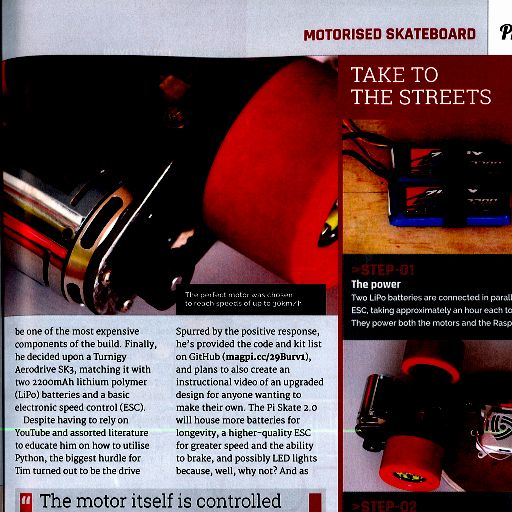 MOTORISED SKATEBOARD
The perfect motor was chosen
to reach speeds of up to 30km/h
be one of the most expensive
components of the build. Finally,
he decided upon a Turnigy
Aerodrive SK3, matching it with
two 2200mAh lithium polymer
(LiPo) batteries and a basic
electronic speed control (ESC).
Despite having to rely on
YouTube and assorted literature
to educate him on how to utilise
Python, the biggest hurdle for
Tim turned out to be the drive
Spurred by the positive response,
he's provided the code and kit list
on GitHub (magpi.cc/29Burv1),
and plans to also create an
instructional video of an upgraded
design for anyone wanting to
make their own. The Pi Skate 2.0
will house more batteries for
longevity, a higher-quality ESC
for greater speed and the ability
to brake, and possibly LED lights
because, well, why not? And as
The motor itself is controlled
TAKE TO
THE STREETS
>STEP-01
The power
Two LiPo batteries are connected in parall
ESC, taking approximately an hour each to
They power both the motors and the Rasp
>STEP-02